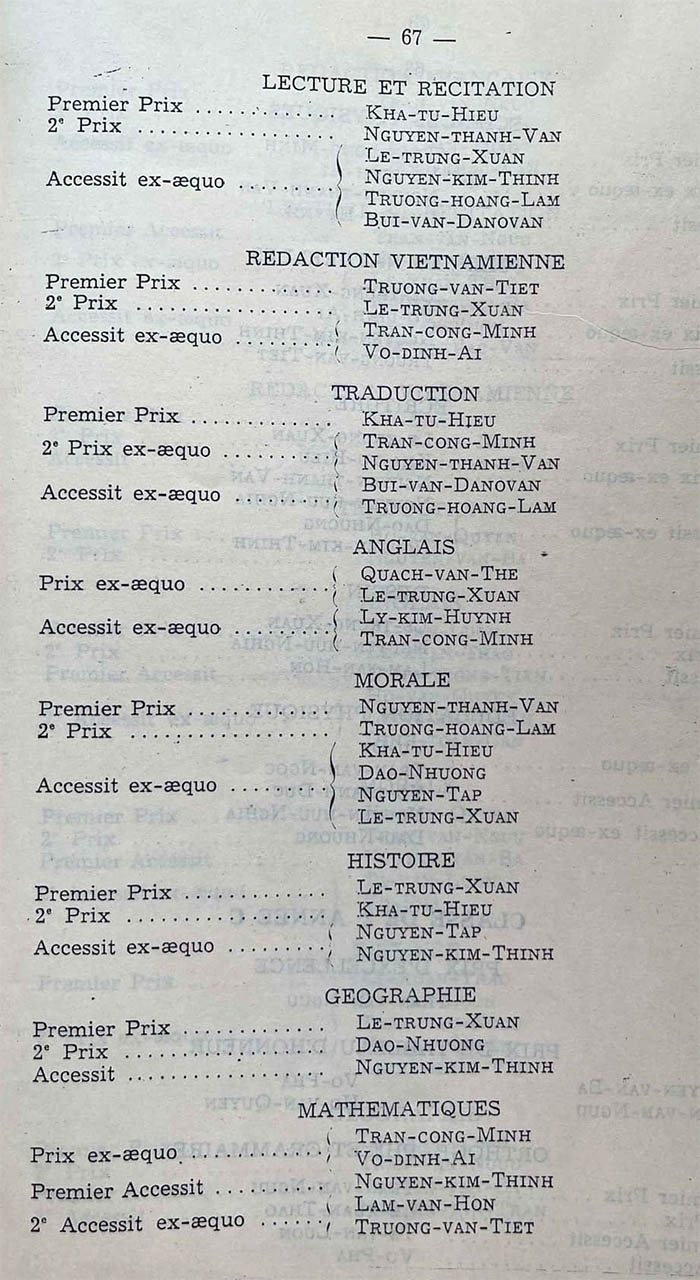 — 67 —
LECTURE ET RECITATION
Premier Prix .............. KHA-TU-HIEU
2e Prix .............. NGUYEN-THANH-VAN
LE-TRUNG-XUAN
Accessit ex-æquo ......... NGUYEN-KIM-THINH
TRUONG-HOANG-LAM
BUI-VAN-DANOVAN
REDACTION VIETNAMIENNE
Premier Prix .............. TRUONG-VAN-TIET
2e Prix .............. LE-TRUNG-XUAN
Accessit ex-æquo ......... TRAN-CONG-MINH
VO-DINH-AI
TRADUCTION
Premier Prix .............. KHA-TU-HIEU
2e Prix ex-æquo ......... TRAN-CONG-MINH
NGUYEN-THANH-VAN
Accessit ex-æquo ......... BUI-VAN-DANOVAN
TRUONG-HOANG-LAM
ANGLAIS
Prix ex-æquo ............ QUACH-VAN-THE
LE-TRUNG-XUAN
Accessit ex-æquo ......... LY-KIM-HUYNH
TRAN-CONG-MINH
MORALE
Premier Prix .............. NGUYEN-THANH-VAN
2e Prix .............. TRUONG-HOANG-LAM
KHA-TU-HIEU
Accessit ex-æquo ......... DAO-NHUONG
NGUYEN-TAP
LE-TRUNG-XUAN
HISTOIRE
Premier Prix .............. LE-TRUNG-XUAN
2e Prix .............. KHA-TU-HIEU
Accessit ex-æquo ......... NGUYEN-TAP
NGUYEN-KIM-THINH
GEOGRAPHIE
Premier Prix .............. LE-TRUNG-XUAN
2e Prix .............. DAO-NHUONG
Accessit .............. NGUYEN-KIM-THINH
MATHEMATIQUES
Prix ex-æquo ............ TRAN-CONG-MINH
VO-DINH-AI
Premier Accessit .......... NGUYEN-KIM-THINH
2e Accessit ex-æquo ...... LAM-VAN-HON
TRUONG-VAN-TIET